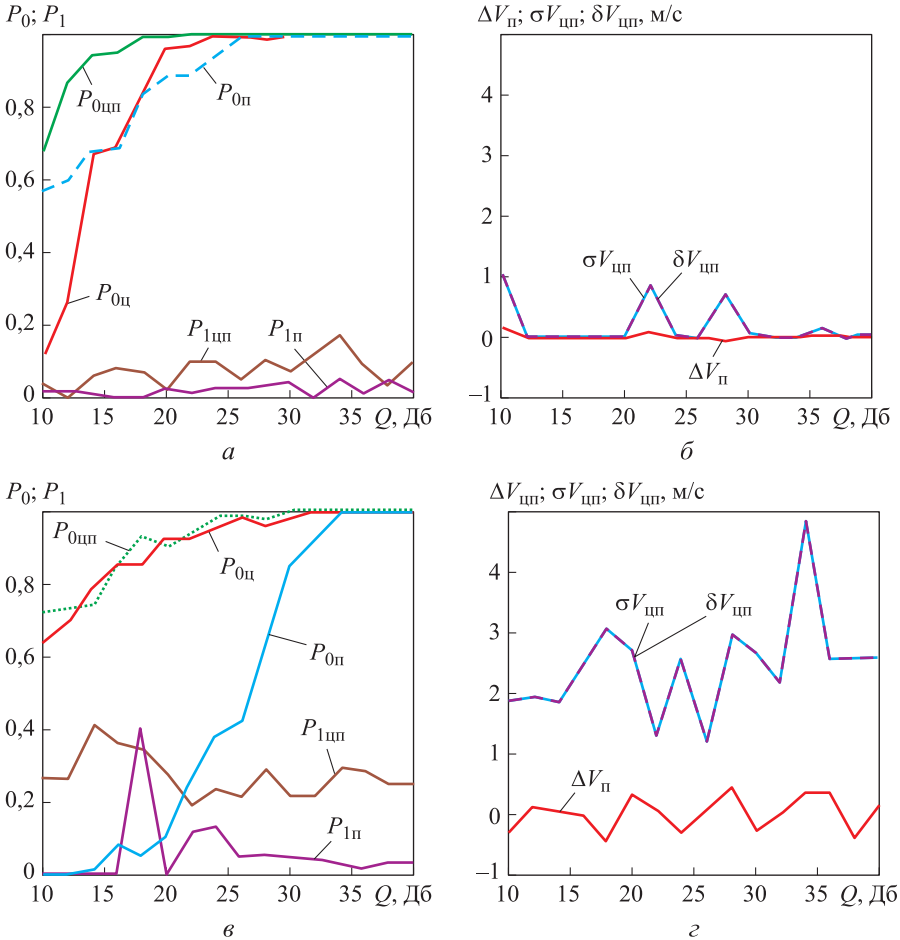 P₀; P₁
0,8
0,6
0,4
0,2
0
P₀цп
P₀п
P₀ц
P₁цп
P₁п
10 15 20 25 30 35 Q, Дб
а
ΔVп; σVцп; δVцп, м/с
4
3
2
1
0
−1
σVцп δVцп
ΔVп
10 15 20 25 30 35 Q, Дб
б
P₀; P₁
0,8
0,6
0,4
0,2
0
P₀цп
P₀ц
P₀п
P₁цп
P₁п
10 15 20 25 30 35 Q, Дб
в
ΔVцп; σVцп; δVцп, м/с
4
3
2
1
0
−1
σVцп δVцп
ΔVп
10 15 20 25 30 35 Q, Дб
г